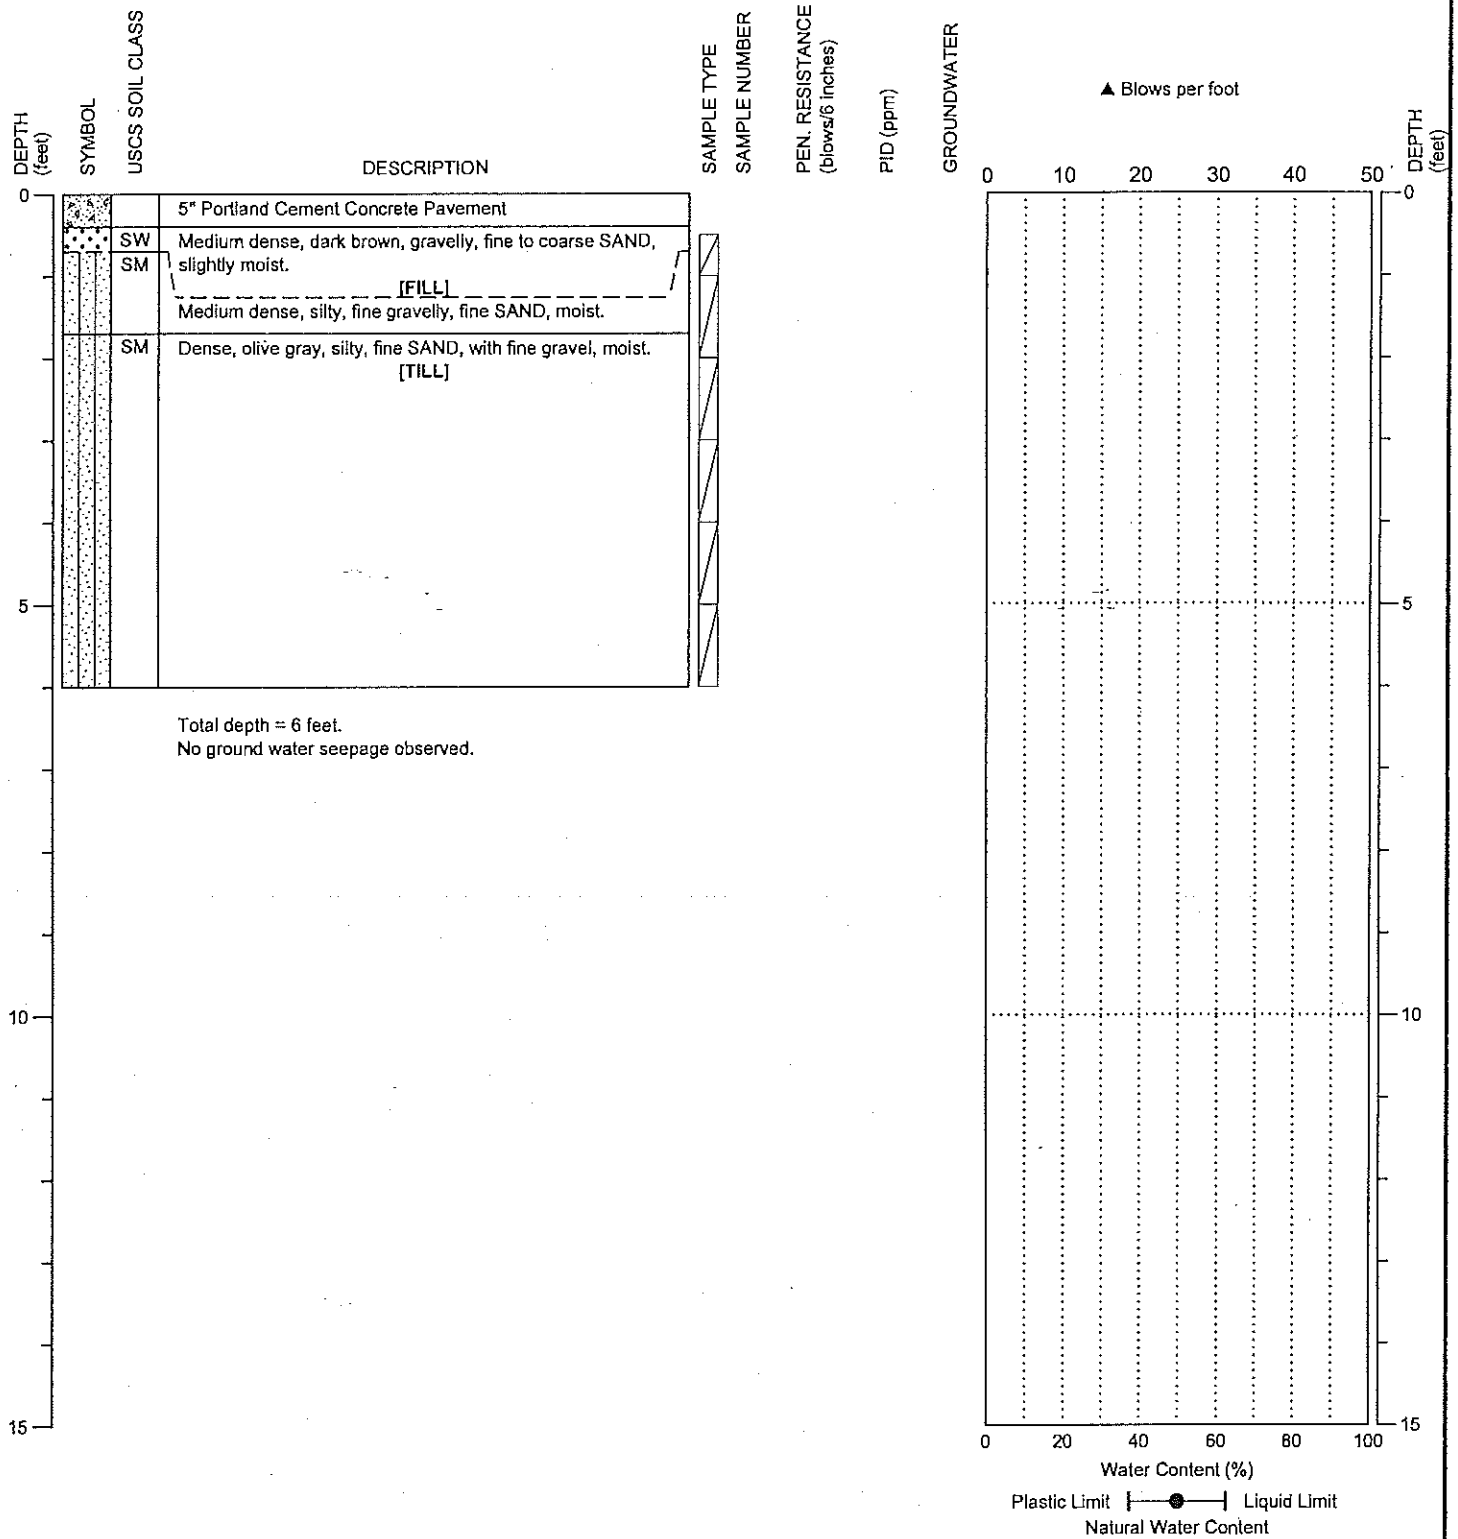 DEPTH
(feet)
SYMBOL
USCS SOIL CLASS
DESCRIPTION
SAMPLE TYPE
SAMPLE NUMBER
PEN. RESISTANCE
(blows/6 inches)
PID (ppm)
GROUNDWATER
▲ Blows per foot
DEPTH
(feet)
0 10 20 30 40 50
0
5" Portland Cement Concrete Pavement
SW Medium dense, dark brown, gravelly, fine to coarse SAND,
SM slightly moist.
[FILL]
Medium dense, silty, fine gravelly, fine SAND, moist.
SM Dense, olive gray, silty, fine SAND, with fine gravel, moist.
[TILL]
5
Total depth = 6 feet.
No ground water seepage observed.
10
15
0
5
10
15
0 20 40 60 80 100
Water Content (%)
Plastic Limit Liquid Limit
Natural Water Content